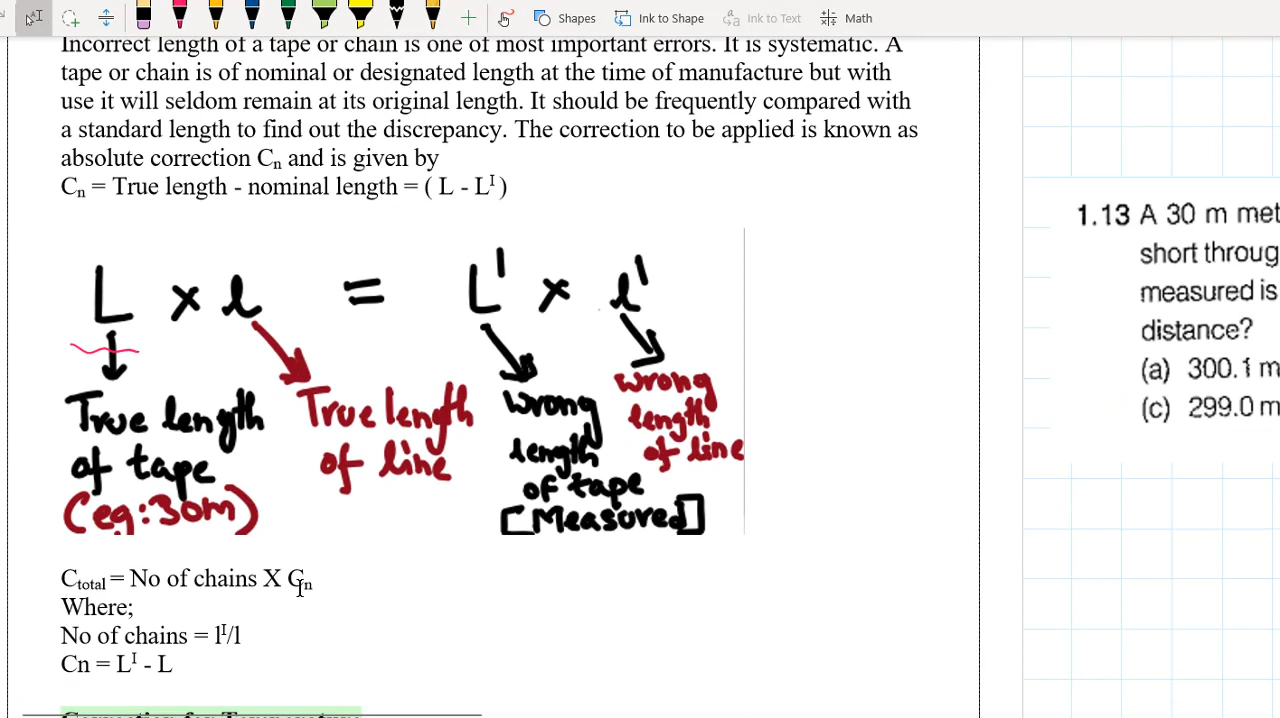 Shapes
Ink to Shape
Ink to Text
Math
Incorrect length of a tape or chain is one of most important errors. It is systematic. A
tape or chain is of nominal or designated length at the time of manufacture but with
use it will seldom remain at its original length. It should be frequently compared with
a standard length to find out the discrepancy. The correction to be applied is known as
absolute correction Cn and is given by
Cn = True length - nominal length = ( L - Lᴵ )
L × l = L' × l'
True length
of tape
(eg:30m)
True length
of line
wrong
length
of tape
[Measured]
wrong
length
of line
Ctotal = No of chains X Cn
Where;
No of chains = lᴵ/l
Cn = Lᴵ - L
Correction for Temperature
1.13 A 30 m met
short throug
measured is
distance?
(a) 300.1 m
(c) 299.0 m